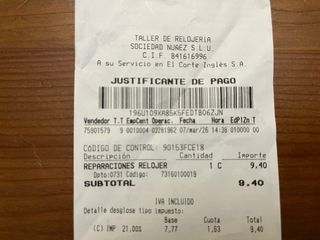 TALLER DE RELOJERIA
SOCIEDAD NUÑEZ S.L.U.
C.I.F. B41616996
A su Servicio en El Corte Inglés S.A.
JUSTIFICANTE DE PAGO
196U1D9XA85K5FEDTB06ZJN
Vendedor T.T EmpCent Operac. Fecha Hora EdPlZn T
75901579 9 0010004 03281962 07/mar/26 14:38 010000 00
CÓDIGO DE CONTROL: 90153FCE18
Descripción Cantidad Importe
REPARACIONES RELOJER 1 C 9,40
Dpto:0731 Código: 73160100019
SUBTOTAL 9,40
IVA INCLUIDO
Detalle desglose tipo impuesto:
Base Cuota Total
(C) IMP 21,00% 7,77 1,63 9,40